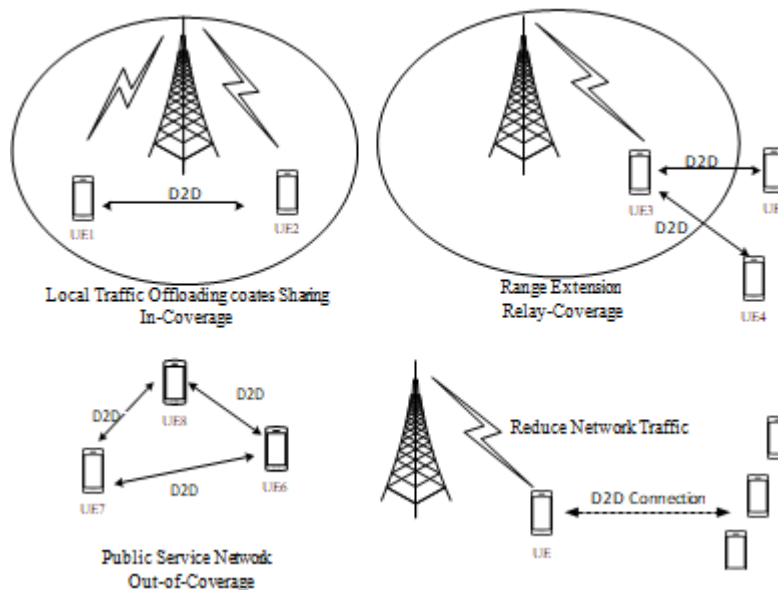 D2D
UE1
UE2
Local Traffic Offloading coates Sharing
In-Coverage
D2D
UE3
D2D
UE4
Range Extension
Relay-Coverage
D2D
UE8
D2D
UE7
D2D
UE6
Public Service Network
Out-of-Coverage
Reduce Network Traffic
D2D Connection
UE